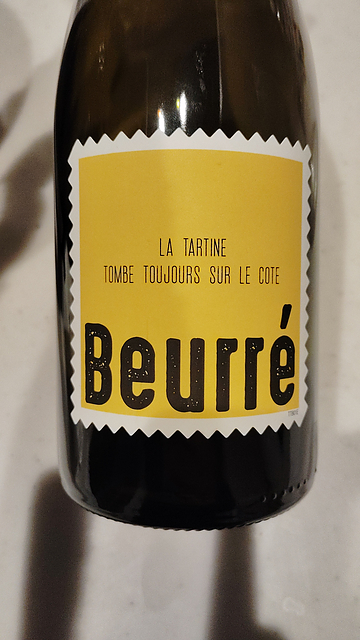 LA TARTINE
TOMBE TOUJOURS SUR LE COTE
Beurré